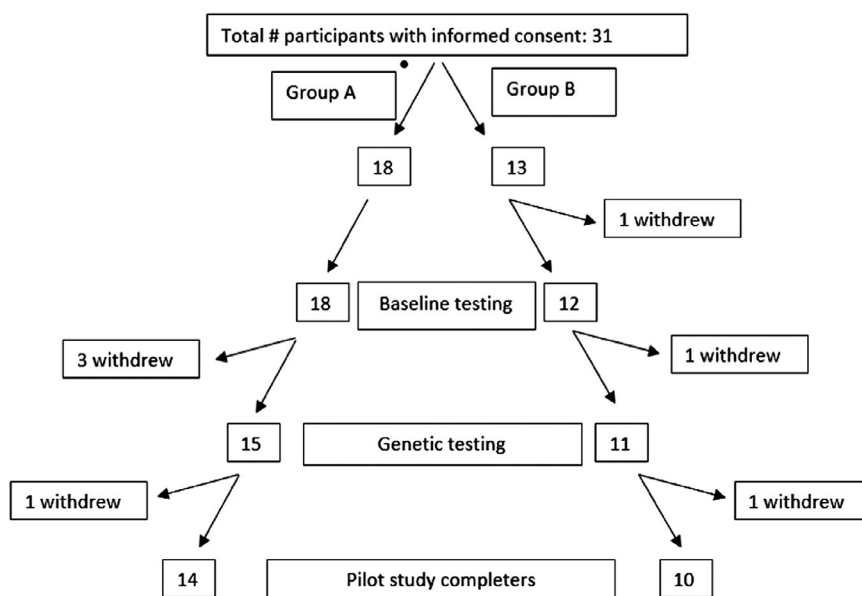 Total # participants with informed consent: 31
Group A
Group B
18
13
1 withdrew
18
Baseline testing
12
3 withdrew
1 withdrew
15
Genetic testing
11
1 withdrew
1 withdrew
14
Pilot study completers
10